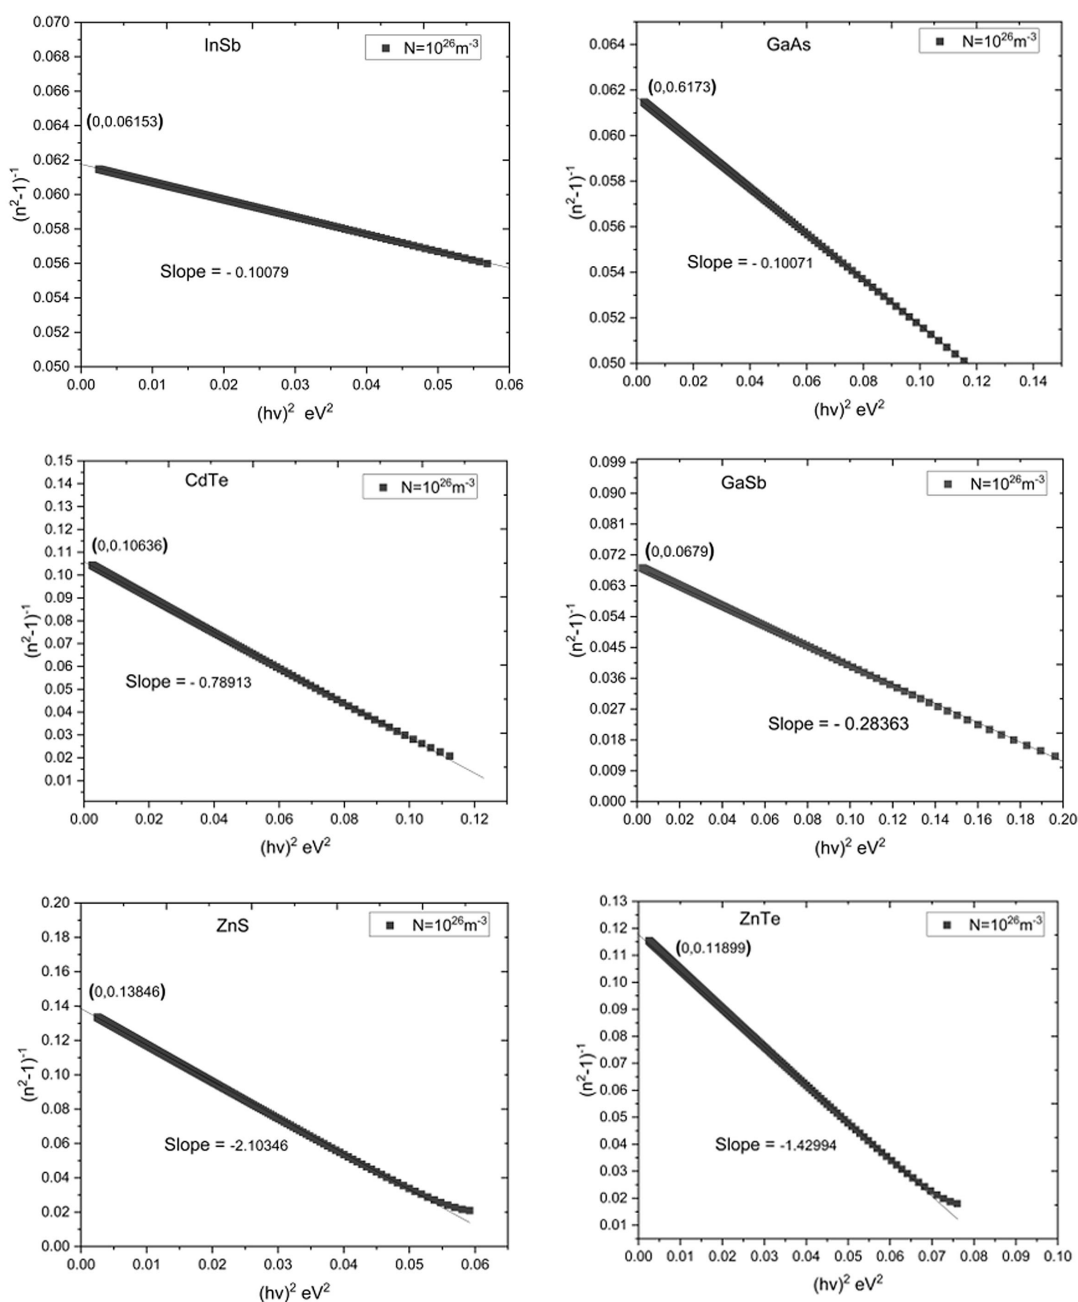 InSb
N=10²⁶m⁻³
(0,0.06153)
Slope = - 0.10079
(n²-1)⁻¹
0.070
0.068
0.066
0.064
0.062
0.060
0.058
0.056
0.054
0.052
0.050
0.00 0.01 0.02 0.03 0.04 0.05 0.06
(hv)² eV²
GaAs
N=10²⁶m⁻³
(0,0.6173)
Slope = - 0.10071
(n²-1)⁻¹
0.064
0.062
0.060
0.058
0.056
0.054
0.052
0.050
0.00 0.02 0.04 0.06 0.08 0.10 0.12 0.14
(hv)² eV²
CdTe
N=10²⁶m⁻³
(0,0.10636)
Slope = - 0.78913
(n²-1)⁻¹
0.15
0.14
0.13
0.12
0.11
0.10
0.09
0.08
0.07
0.06
0.05
0.04
0.03
0.02
0.01
0.00 0.02 0.04 0.06 0.08 0.10 0.12
(hv)² eV²
GaSb
N=10²⁶m⁻³
(0,0.0679)
Slope = - 0.28363
(n²-1)⁻¹
0.099
0.090
0.081
0.072
0.063
0.054
0.045
0.036
0.027
0.018
0.009
0.000
0.00 0.02 0.04 0.06 0.08 0.10 0.12 0.14 0.16 0.18 0.20
(hv)² eV²
ZnS
N=10²⁶m⁻³
(0,0.13846)
Slope = -2.10346
(n²-1)⁻¹
0.20
0.18
0.16
0.14
0.12
0.10
0.08
0.06
0.04
0.02
0.00
0.00 0.01 0.02 0.03 0.04 0.05 0.06
(hv)² eV²
ZnTe
N=10²⁶m⁻³
(0,0.11899)
Slope = -1.42994
(n²-1)⁻¹
0.13
0.12
0.11
0.10
0.09
0.08
0.07
0.06
0.05
0.04
0.03
0.02
0.01
0.00 0.01 0.02 0.03 0.04 0.05 0.06 0.07 0.08 0.09 0.10
(hv)² eV²